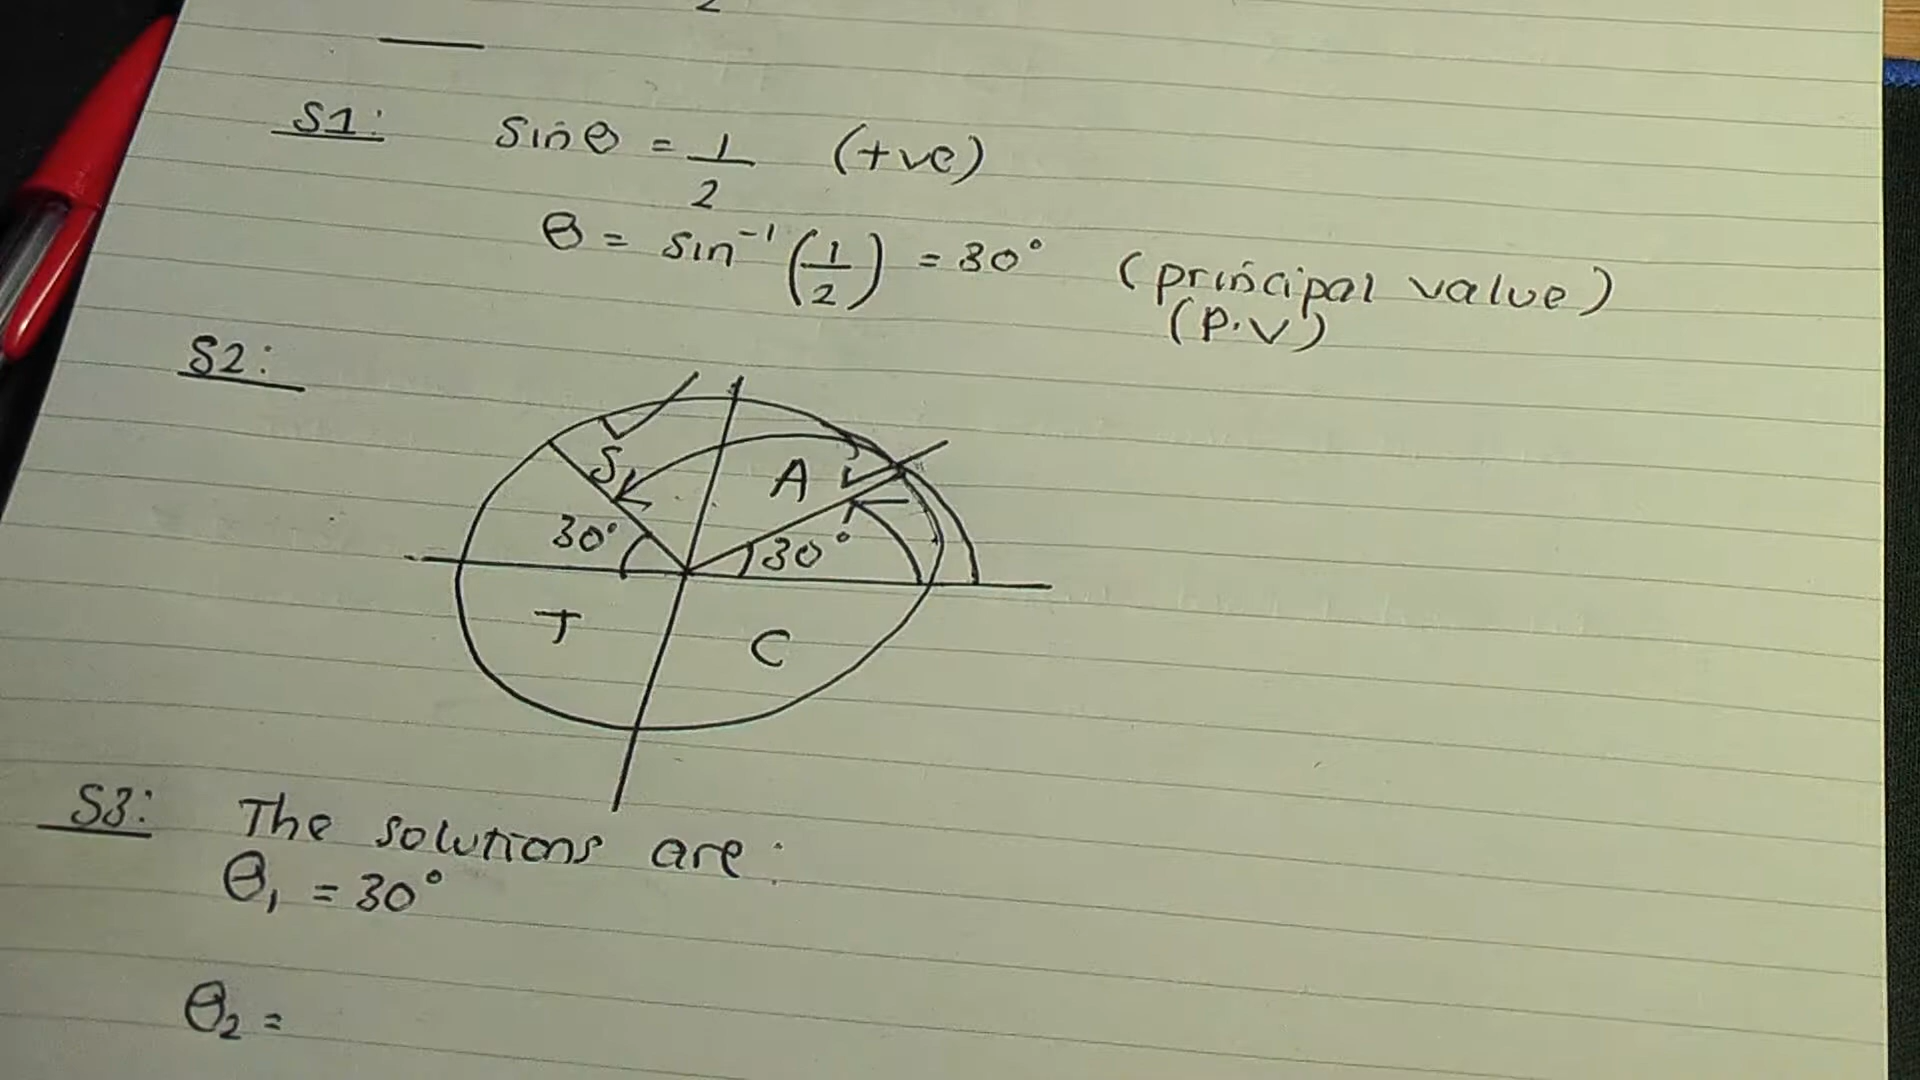 2
S1: sinθ = 1/2 (+ve)
θ = sin⁻¹(1/2) = 30° (principal value)
(P.V)
S2:
S A
30° 30°
T C
S3: The solutions are:
θ₁ = 30°
θ₂ =